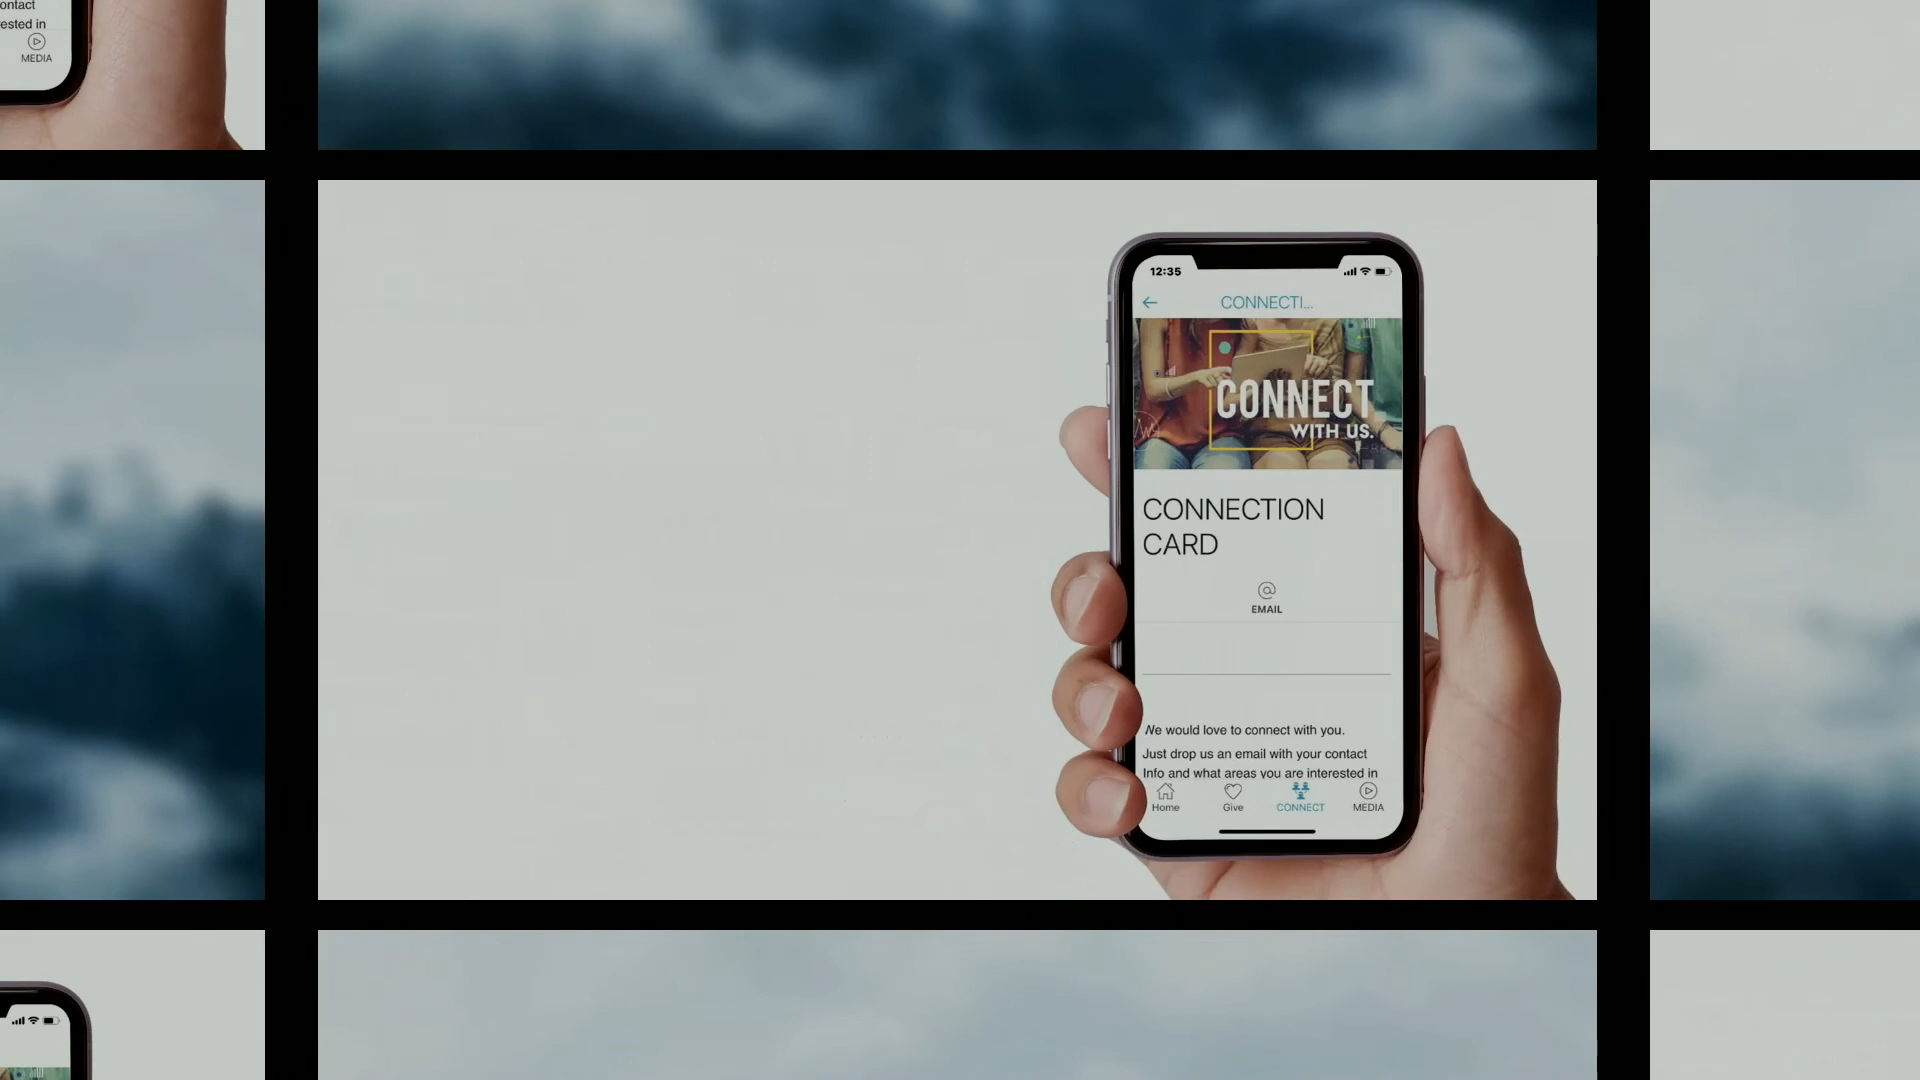 ontact
ested in
MEDIA
12:35
CONNECTI...
CONNECT
WITH US.
CONNECTION
CARD
@
EMAIL
We would love to connect with you.
Just drop us an email with your contact
Info and what areas you are interested in
Home Give CONNECT MEDIA